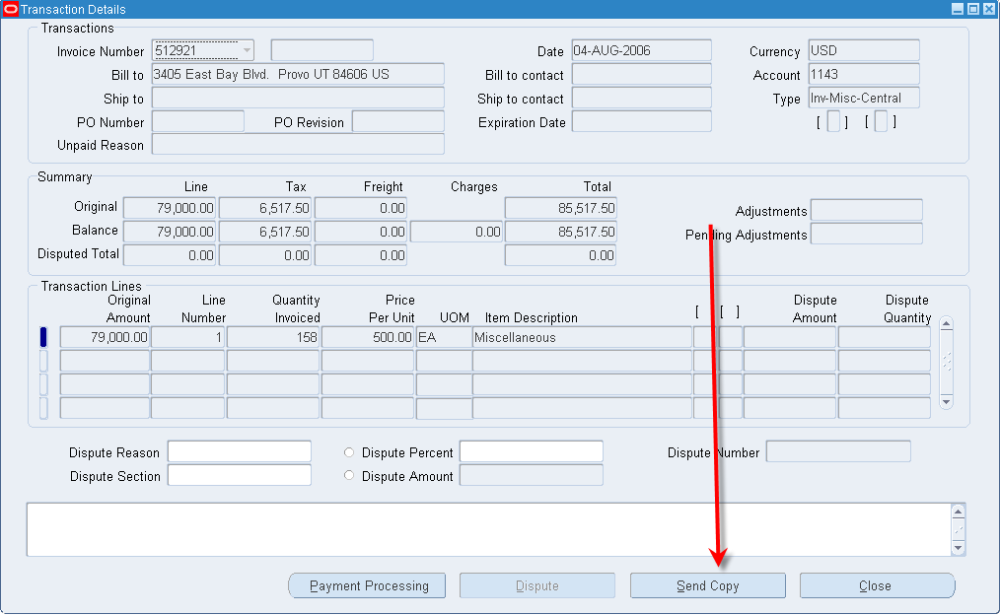 Transaction Details
Transactions
Invoice Number 512921 Date 04-AUG-2006 Currency USD
Bill to 3405 East Bay Blvd. Provo UT 84606 US Bill to contact Account 1143
Ship to Ship to contact Type Inv-Misc-Central
PO Number PO Revision Expiration Date [ ] [ ]
Unpaid Reason
Summary
Line Tax Freight Charges Total
Original 79,000.00 6,517.50 0.00 85,517.50 Adjustments
Balance 79,000.00 6,517.50 0.00 0.00 85,517.50 Pending Adjustments
Disputed Total 0.00 0.00 0.00 0.00
Transaction Lines
Original Line Quantity Price Dispute Dispute
Amount Number Invoiced Per Unit UOM Item Description [ [ ] Amount Quantity
79,000.00 1 158 500.00 EA Miscellaneous
Dispute Reason Dispute Percent Dispute Number
Dispute Section Dispute Amount
Payment Processing Dispute Send Copy Close